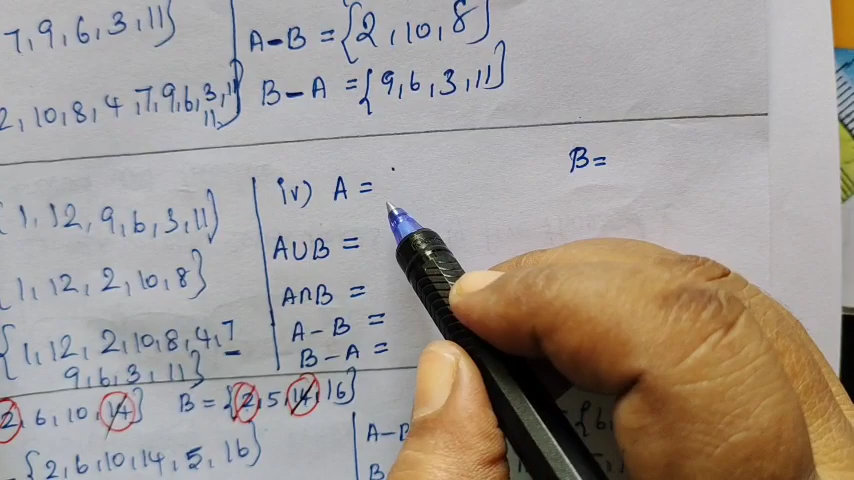 7, 9, 6, 3, 11}
A-B = {2, 10, 8}
2, 10, 8, 4, 7, 9, 6, 3, 11}
B-A = {9, 6, 3, 11}
B=
iv) A =
{1, 12, 9, 6, 3, 11}
A∪B =
{1, 12, 2, 10, 8}
A∩B =
A-B =
B-A =
{1, 12, 2, 10, 8, 4, 7
9, 6, 3, 11}
2, 6, 10, 14} B = {2, 5, 14, 16}
{2, 6, 10, 14, 5, 16}
A-B
B